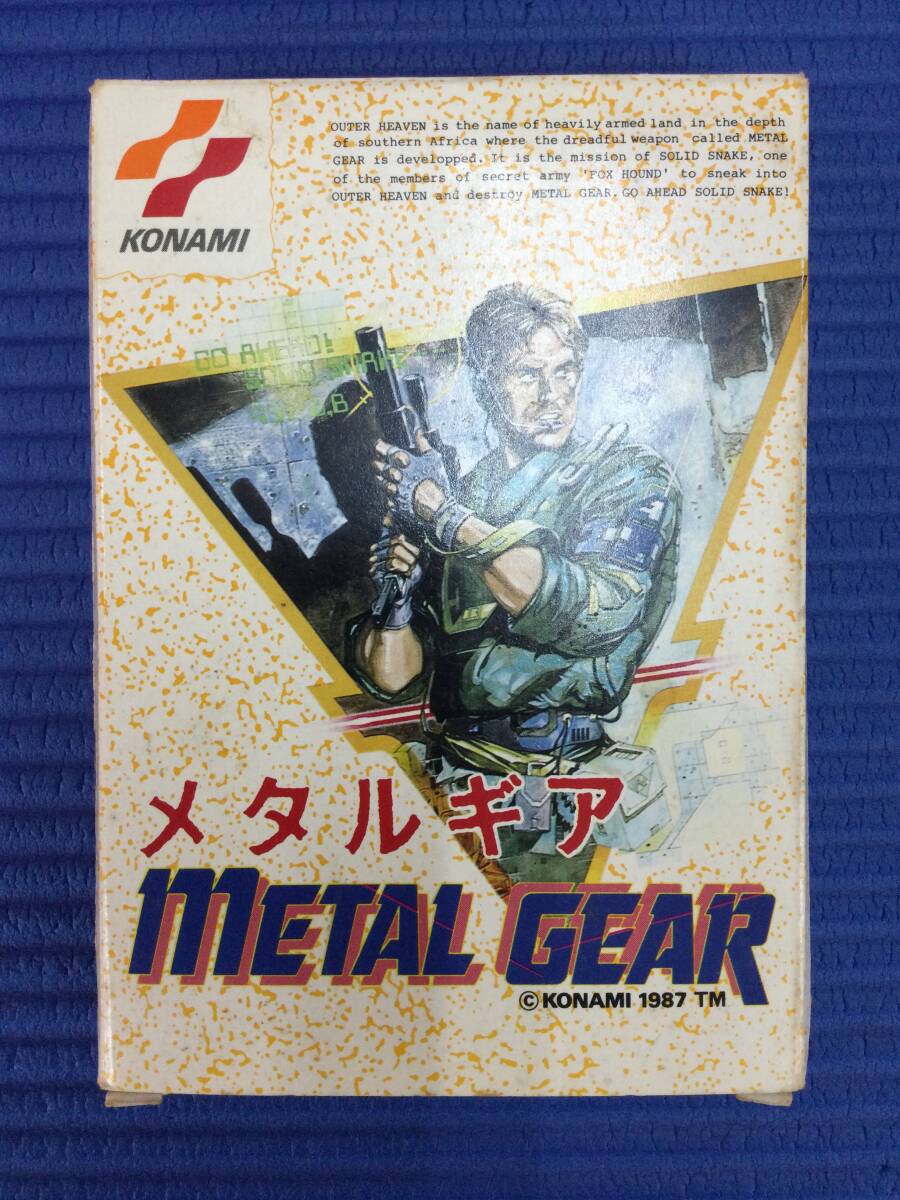 KONAMI
OUTER HEAVEN is the name of heavily armed land in the depth
of southern Africa where the dreadful weapon called METAL
GEAR is developped. It is the mission of SOLID SNAKE, one
of the members of secret army 'FOX HOUND' to sneak into
OUTER HEAVEN and destroy METAL GEAR. GO AHEAD SOLID SNAKE!
GO AHEAD!
メタルギア
METAL GEAR
©KONAMI 1987 TM